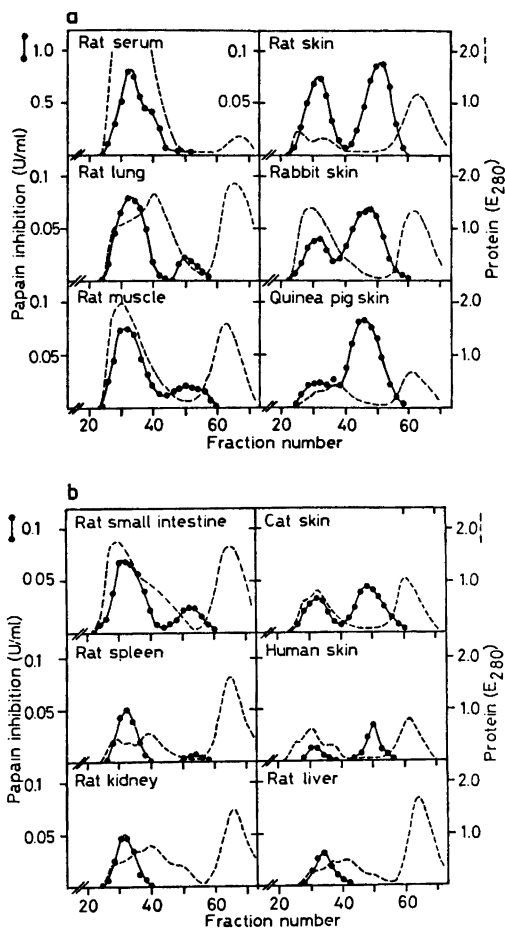 a
Rat serum
Rat skin
1.0
0.5
0.1
0.05
2.0
1.0
Rat lung
Rabbit skin
0.1
0.05
2.0
1.0
Rat muscle
Quinea pig skin
0.1
0.05
2.0
1.0
Papain inhibition (U/ml)
Protein (E280)
20 40 60 20 40 60
Fraction number
b
Rat small intestine
Cat skin
0.1
0.05
2.0
1.0
Rat spleen
Human skin
0.1
0.05
2.0
1.0
Rat kidney
Rat liver
0.1
0.05
2.0
1.0
Papain inhibition (U/ml)
Protein (E280)
20 40 60 20 40 60
Fraction number